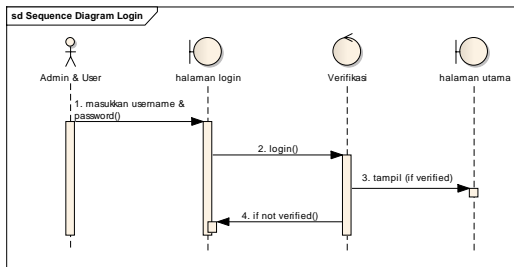 sd Sequence Diagram Login
Admin & User
halaman login
Verifikasi
halaman utama
1. masukkan username &
password()
2. login()
3. tampil (if verified)
4. if not verified()